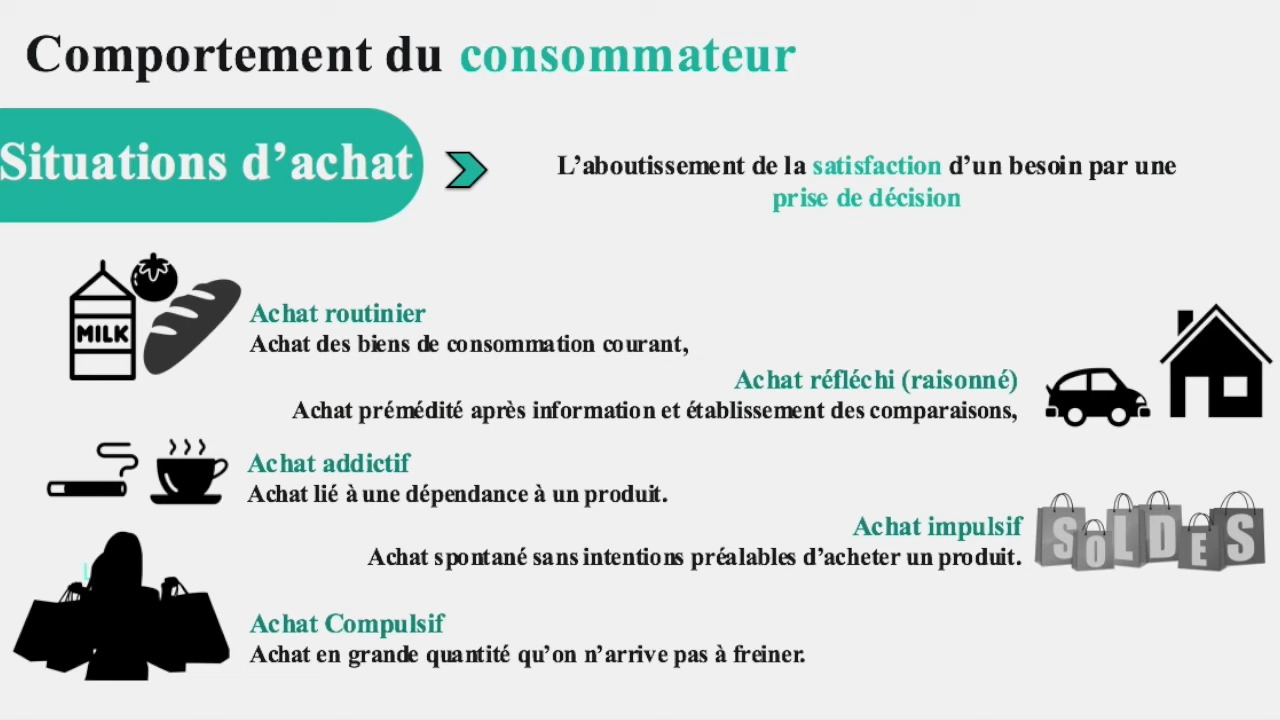 Comportement du consommateur
Situations d’achat
L’aboutissement de la satisfaction d’un besoin par une
prise de décision
MILK
Achat routinier
Achat des biens de consommation courant,
Achat réfléchi (raisonné)
Achat prémédité après information et établissement des comparaisons,
Achat addictif
Achat lié à une dépendance à un produit.
SOLDES
Achat impulsif
Achat spontané sans intentions préalables d’acheter un produit.
Achat Compulsif
Achat en grande quantité qu’on n’arrive pas à freiner.